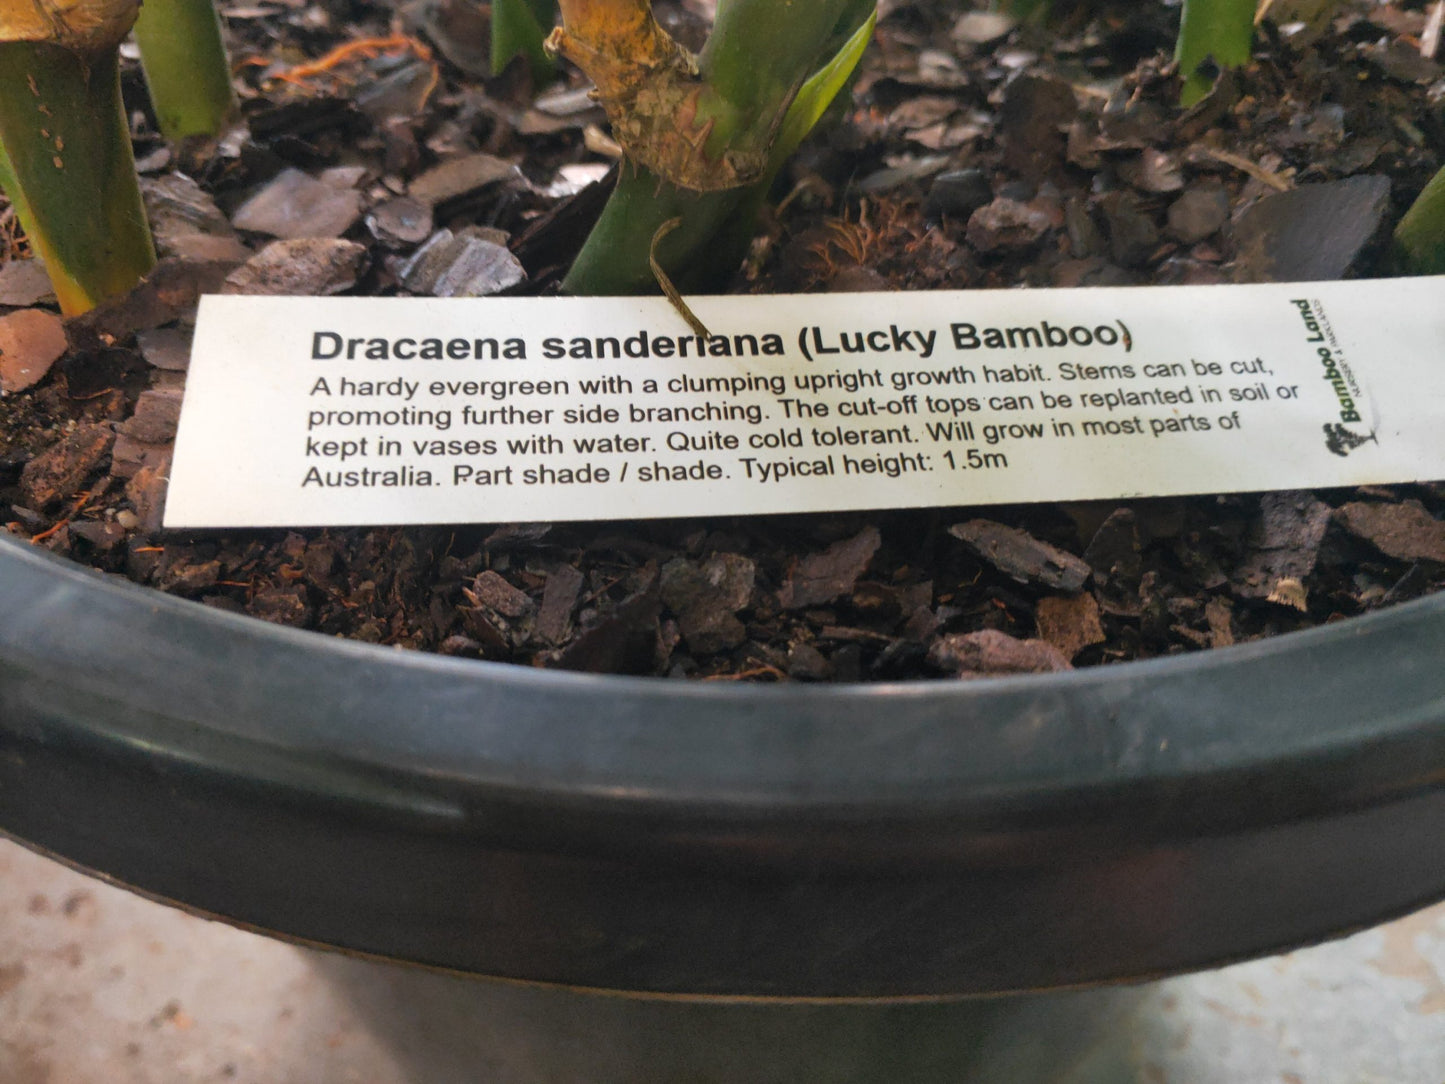 Dracaena sanderiana (Lucky Bamboo)
A hardy evergreen with a clumping upright growth habit. Stems can be cut,
promoting further side branching. The cut-off tops can be replanted in soil or
kept in vases with water. Quite cold tolerant. Will grow in most parts of
Australia. Part shade / shade. Typical height: 1.5m
Bamboo Land
NURSERY & PARKLANDS